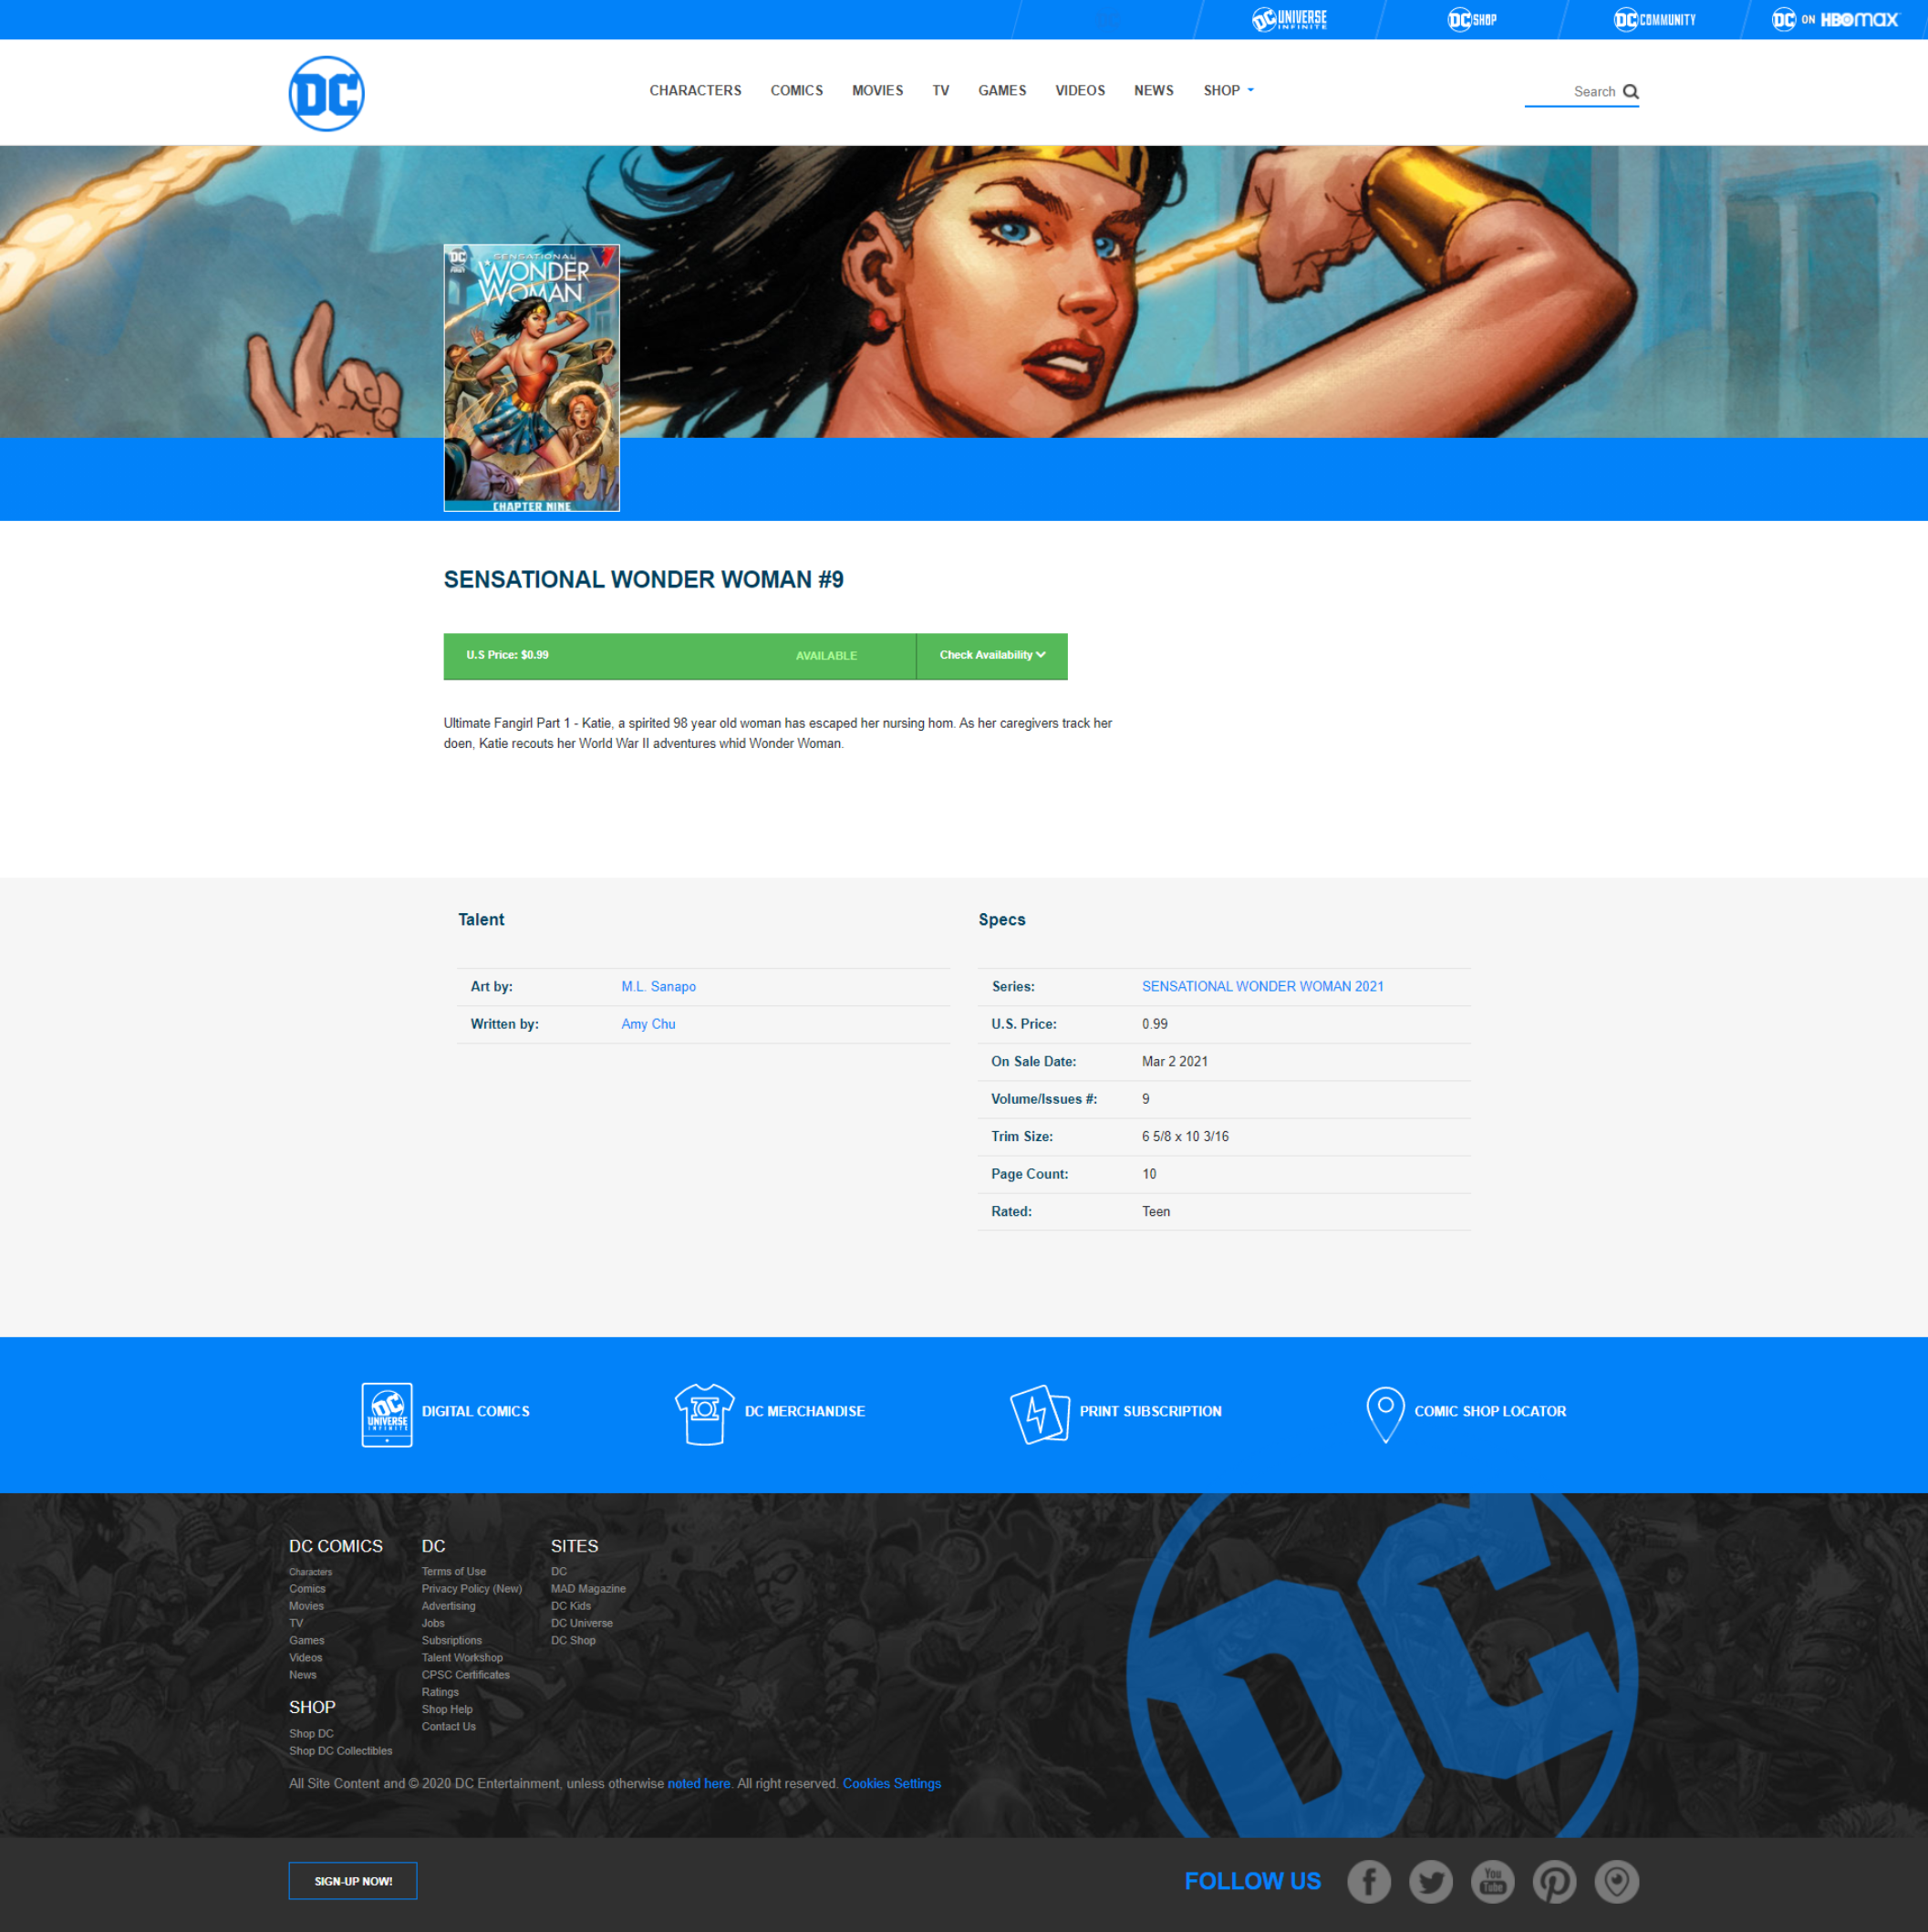 DC UNIVERSE INFINITE
DC SHOP
DC COMMUNITY
DC ON HBOMAX
DC
CHARACTERS COMICS MOVIES TV GAMES VIDEOS NEWS SHOP
Search
DC
SENSATIONAL
WONDER
WOMAN
CHAPTER NINE
SENSATIONAL WONDER WOMAN #9
U.S Price: $0.99 AVAILABLE Check Availability
Ultimate Fangirl Part 1 - Katie, a spirited 98 year old woman has escaped her nursing hom. As her caregivers track her
doen, Katie recouts her World War II adventures whid Wonder Woman.
Talent
Art by: M.L. Sanapo
Written by: Amy Chu
Specs
Series: SENSATIONAL WONDER WOMAN 2021
U.S. Price: 0.99
On Sale Date: Mar 2 2021
Volume/Issues #: 9
Trim Size: 6 5/8 x 10 3/16
Page Count: 10
Rated: Teen
DC
UNIVERSE
INFINITE
DIGITAL COMICS
DC MERCHANDISE
PRINT SUBSCRIPTION
COMIC SHOP LOCATOR
DC COMICS
Characters
Comics
Movies
TV
Games
Videos
News
SHOP
Shop DC
Shop DC Collectibles
DC
Terms of Use
Privacy Policy (New)
Advertising
Jobs
Subsriptions
Talent Workshop
CPSC Certificates
Ratings
Shop Help
Contact Us
SITES
DC
MAD Magazine
DC Kids
DC Universe
DC Shop
DC
All Site Content and © 2020 DC Entertainment, unless otherwise noted here. All right reserved. Cookies Settings
SIGN-UP NOW!
FOLLOW US
You
Tube